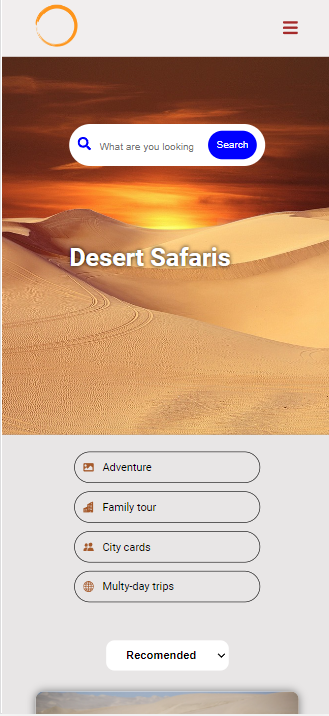 What are you looking
Search
Desert Safaris
Adventure
Family tour
City cards
Multy-day trips
Recomended